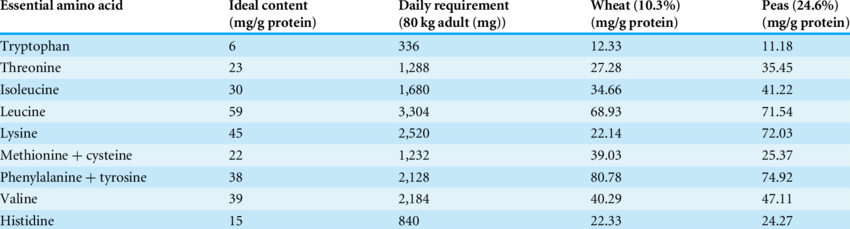 Essential amino acid Ideal content Daily requirement Wheat (10.3%) Peas (24.6%)
(mg/g protein) (80 kg adult (mg)) (mg/g protein) (mg/g protein)
Tryptophan 6 336 12.33 11.18
Threonine 23 1,288 27.28 35.45
Isoleucine 30 1,680 34.66 41.22
Leucine 59 3,304 68.93 71.54
Lysine 45 2,520 22.14 72.03
Methionine + cysteine 22 1,232 39.03 25.37
Phenylalanine + tyrosine 38 2,128 80.78 74.92
Valine 39 2,184 40.29 47.11
Histidine 15 840 22.33 24.27